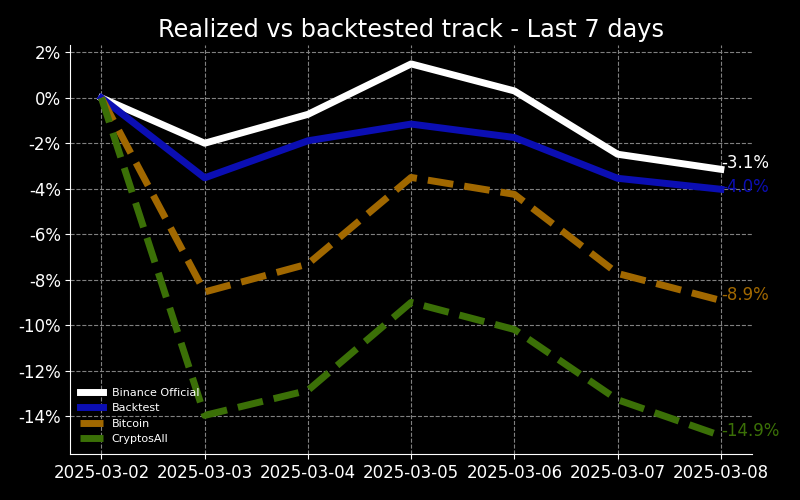 Realized vs backtested track - Last 7 days
2%
0%
-2%
-4%
-6%
-8%
-10%
-12%
-14%
-3.1%
-4.0%
-8.9%
-14.9%
Binance Official
Backtest
Bitcoin
CryptosAll
2025-03-02 2025-03-03 2025-03-04 2025-03-05 2025-03-06 2025-03-07 2025-03-08